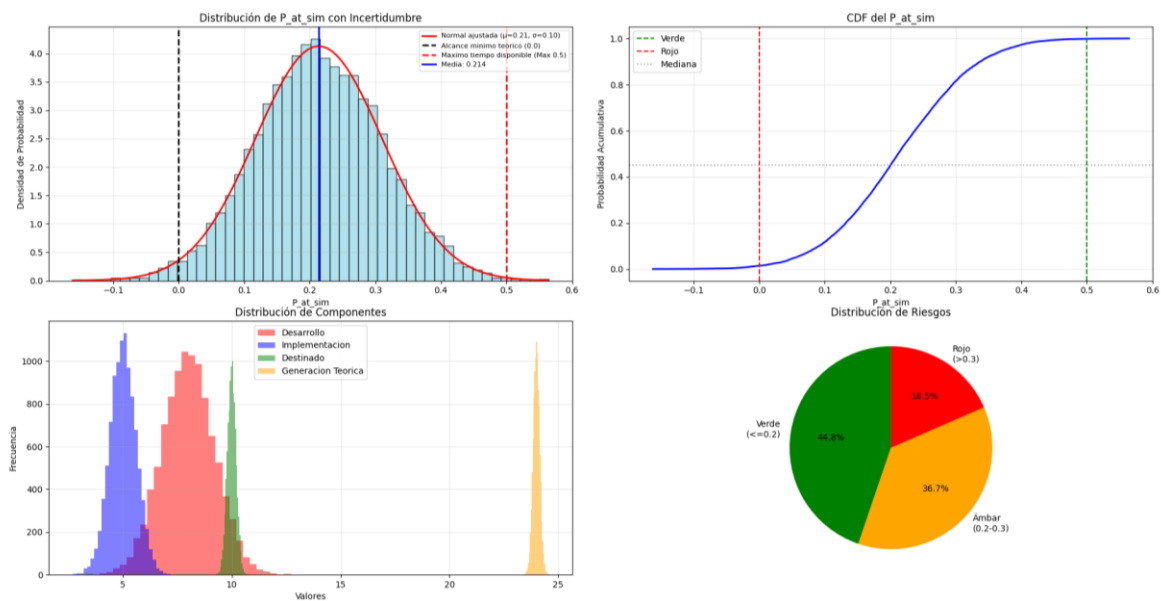 Distribución de P_at_sim con Incertidumbre
Normal ajustada (μ=0.21, σ=0.10)
Alcance minimo teorico (0.0)
Maximo tiempo disponible (Max 0.5)
Media: 0.214
Densidad de Probabilidad
4.0
3.5
3.0
2.5
2.0
1.5
1.0
0.5
0.0
−0.1 0.0 0.1 0.2 0.3 0.4 0.5 0.6
P_at_sim
CDF del P_at_sim
Verde
Rojo
Mediana
Probabilidad Acumulativa
1.0
0.8
0.6
0.4
0.2
0.0
−0.1 0.0 0.1 0.2 0.3 0.4 0.5 0.6
P_at_sim
Distribución de Componentes
Desarrollo
Implementacion
Destinado
Generacion Teorica
Frecuencia
1000
800
600
400
200
0
5 10 15 20 25
Valores
Distribución de Riesgos
Rojo
(>0.3)
18.5%
Verde
(<=0.2)
44.8%
36.7%
Ámbar
(0.2-0.3)